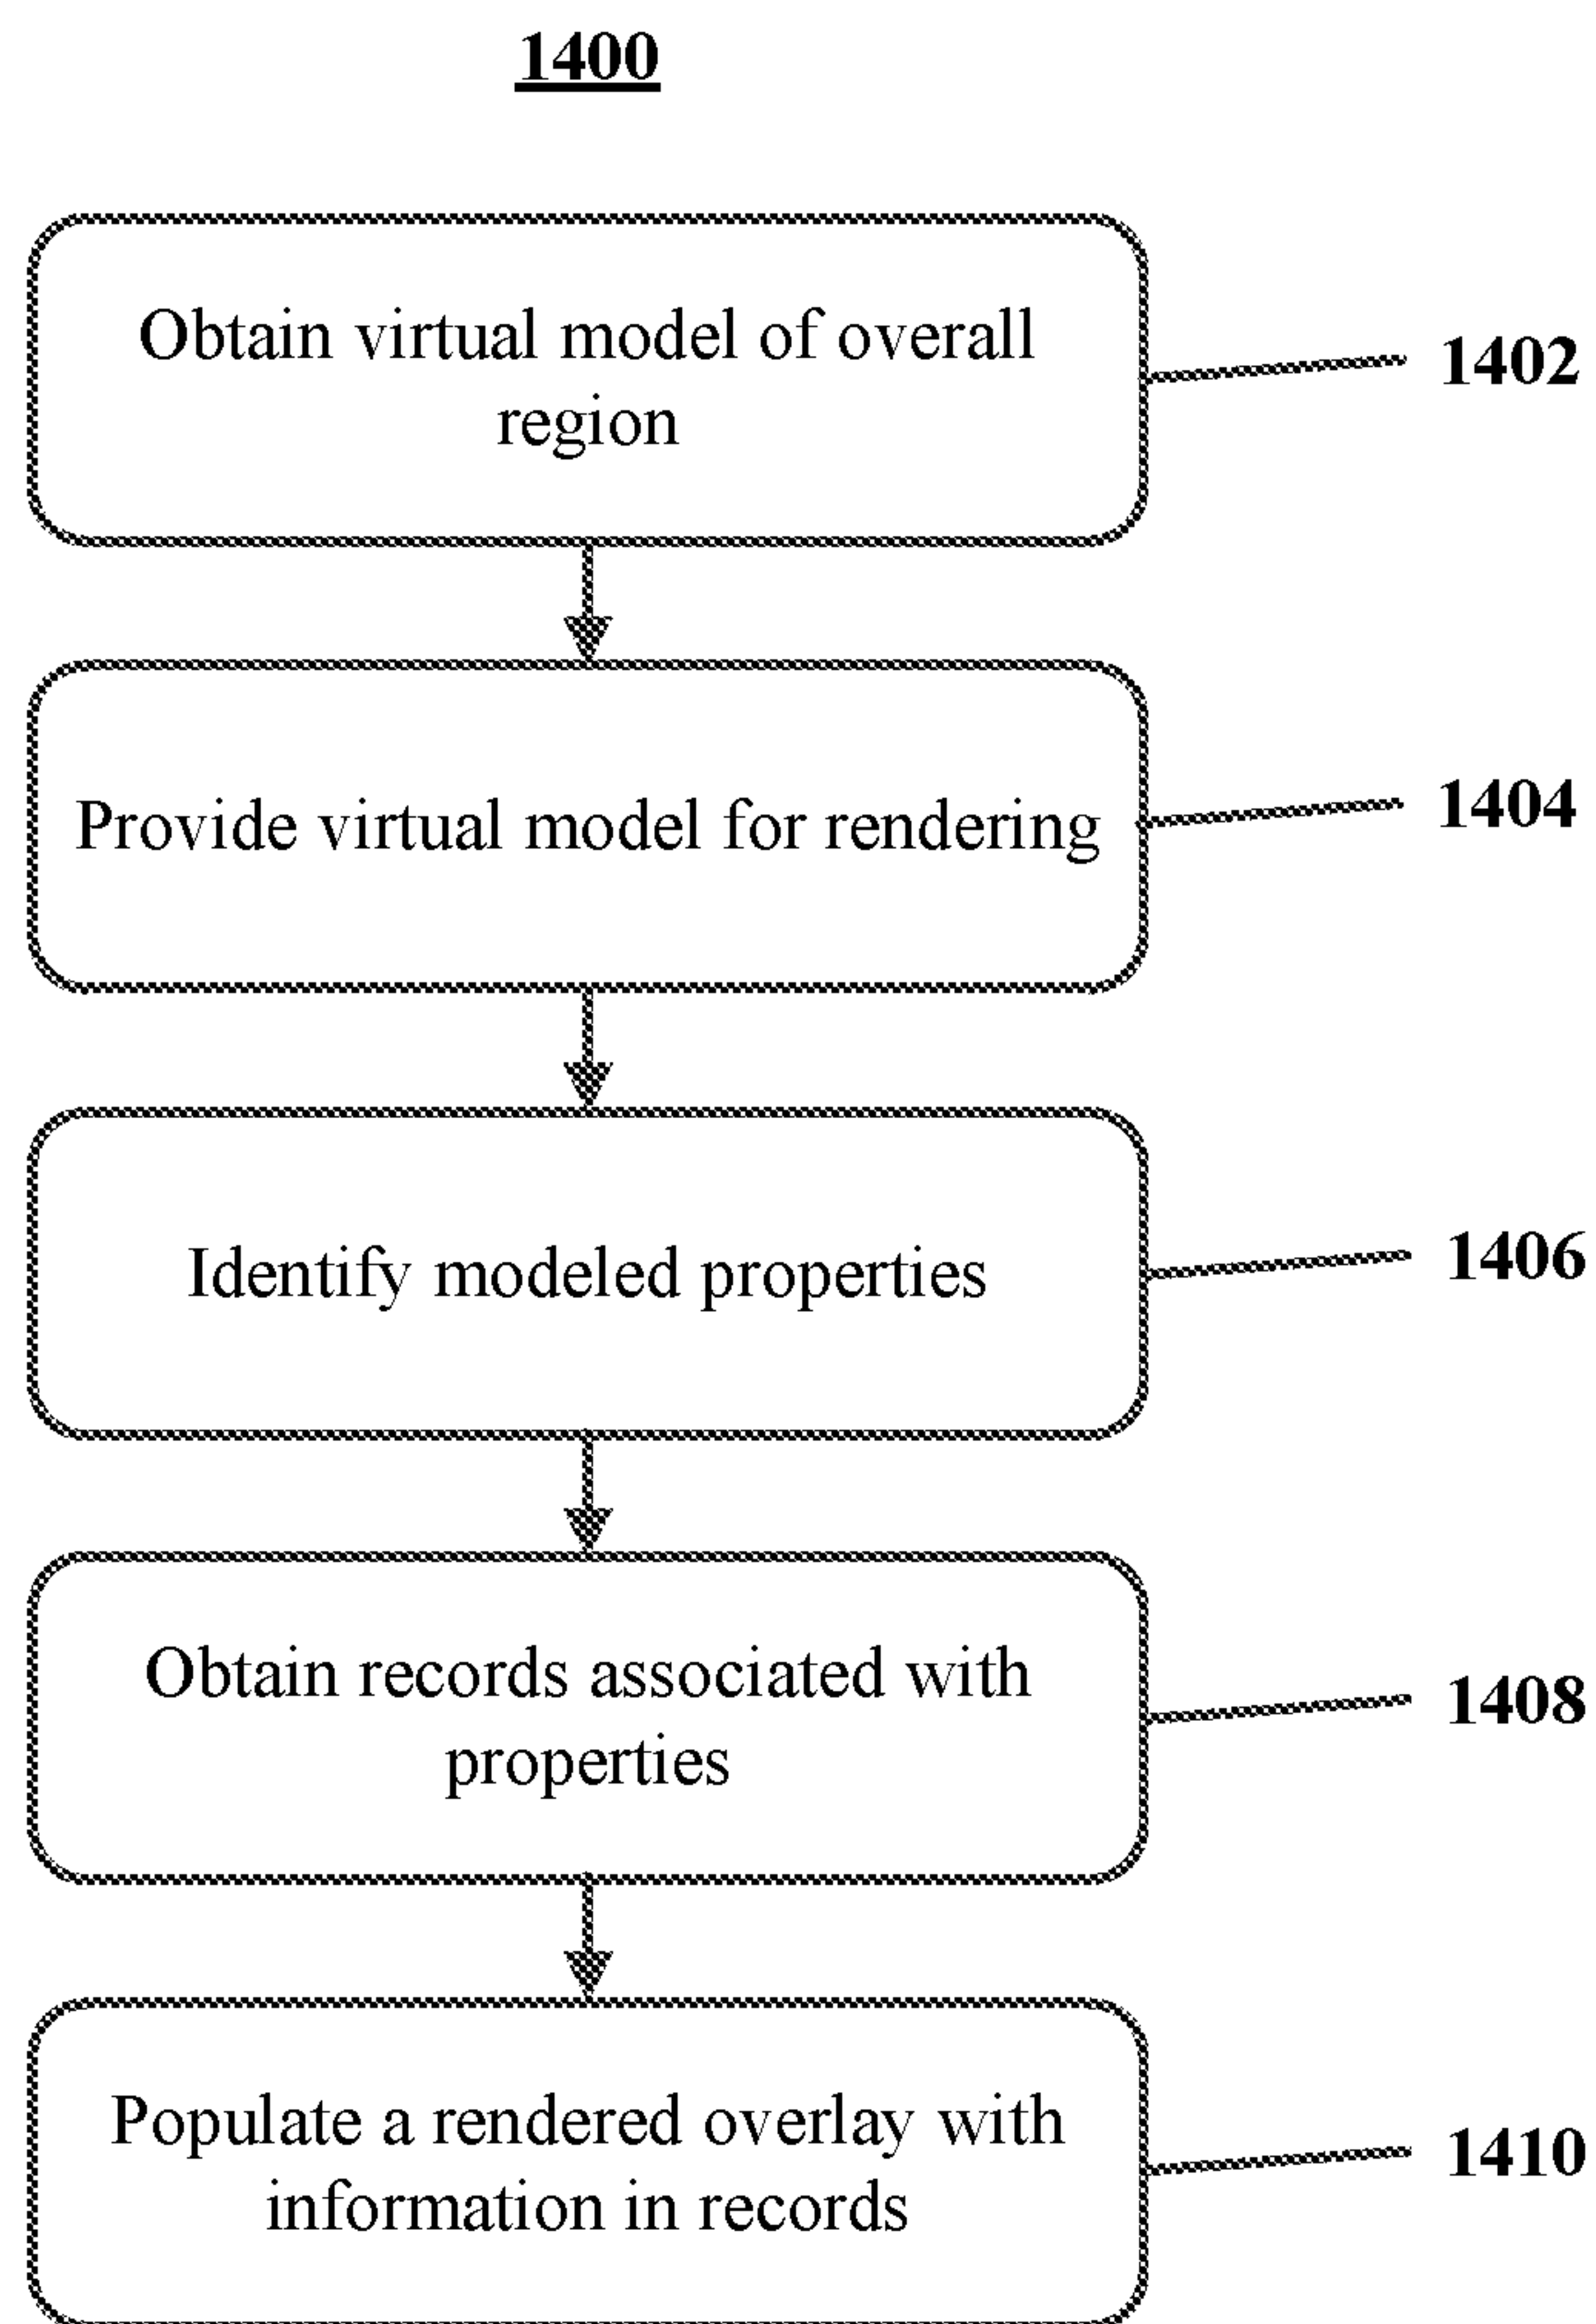 1400
Obtain virtual model of overall
region
1402
Provide virtual model for rendering
1404
Identify modeled properties
1406
Obtain records associated with
properties
1408
Populate a rendered overlay with
information in records
1410